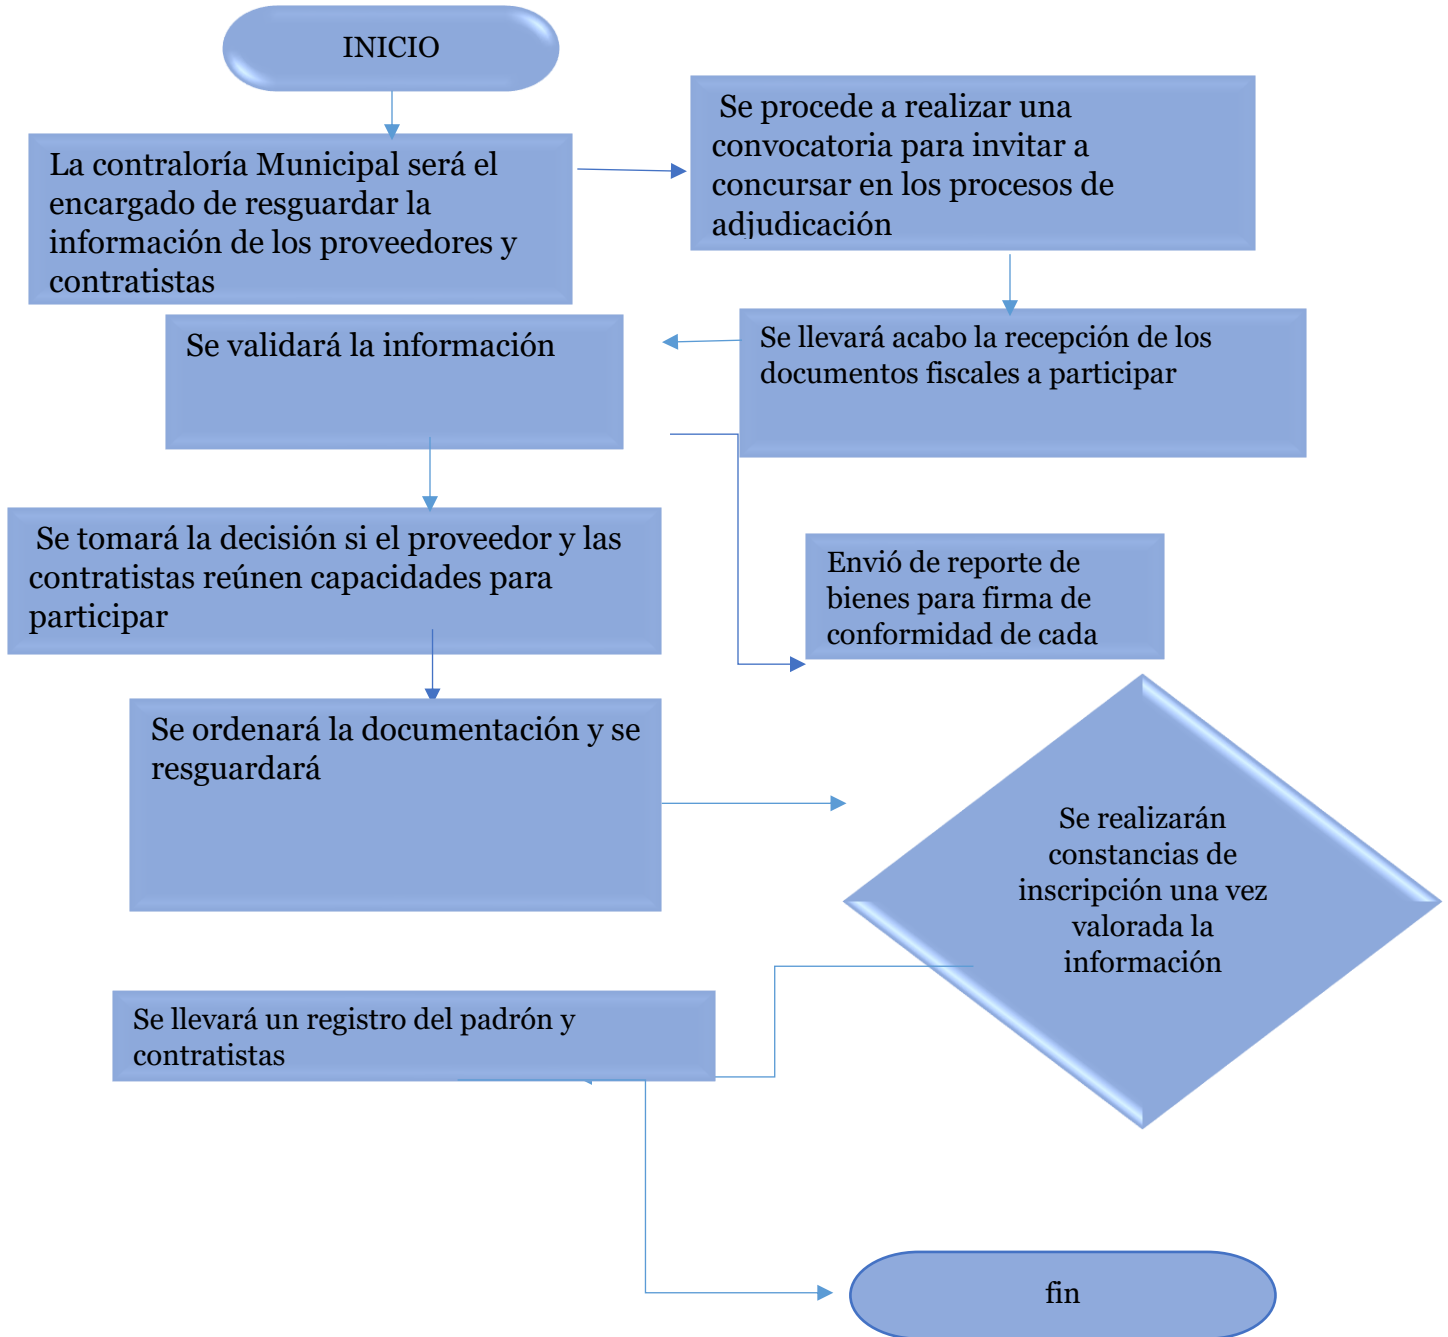 INICIO
La contraloría Municipal será el
encargado de resguardar la
información de los proveedores y
contratistas
Se procede a realizar una
convocatoria para invitar a
concursar en los procesos de
adjudicación
Se llevará acabo la recepción de los
documentos fiscales a participar
Se validará la información
Se tomará la decisión si el proveedor y las
contratistas reúnen capacidades para
participar
Envió de reporte de
bienes para firma de
conformidad de cada
Se ordenará la documentación y se
resguardará
Se realizarán
constancias de
inscripción una vez
valorada la
información
Se llevará un registro del padrón y
contratistas
fin